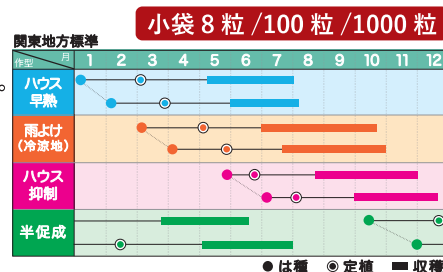 小袋 8 粒 /100 粒 /1000 粒
関東地方標準
月
作型
1 2 3 4 5 6 7 8 9 10 11 12
ハウス
早熟
雨よけ
(冷涼地)
ハウス
抑制
半促成
●は種 ◉定植 ■収種